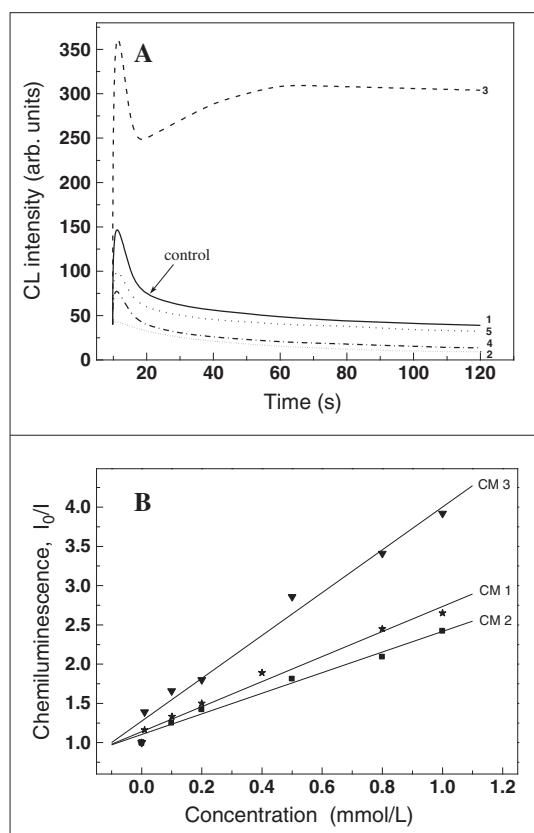 A
CL intensity (arb. units)
350
300
250
200
150
100
50
0
control
3
1
5
4
2
20 40 60 80 100 120
Time (s)
B
Chemiluminescence, I₀/I
4.0
3.5
3.0
2.5
2.0
1.5
1.0
CM 3
CM 1
CM 2
0.0 0.2 0.4 0.6 0.8 1.0 1.2
Concentration (mmol/L)